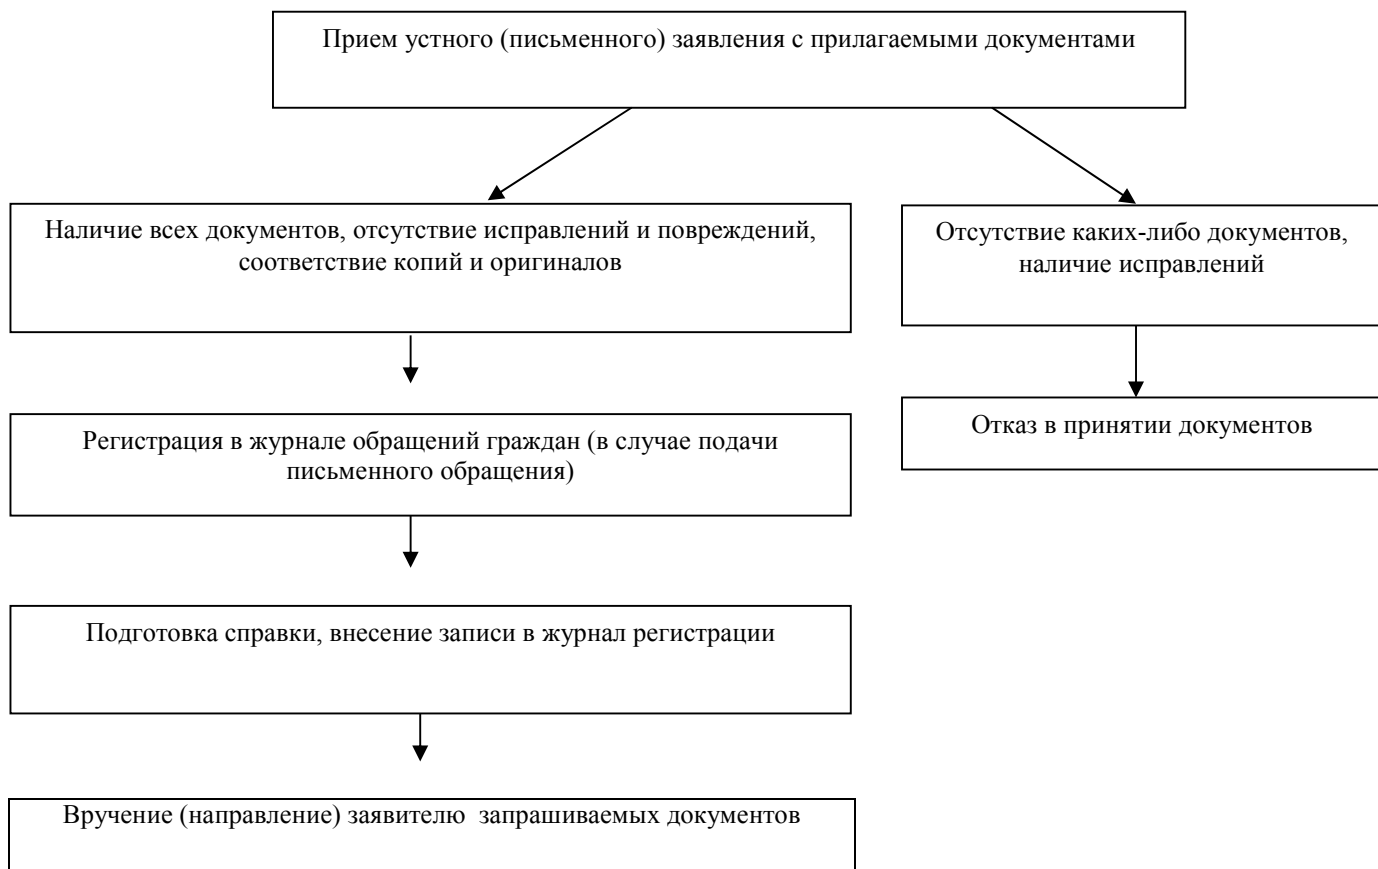 Прием устного (письменного) заявления с прилагаемыми документами
Наличие всех документов, отсутствие исправлений и повреждений,
соответствие копий и оригиналов
Отсутствие каких-либо документов,
наличие исправлений
Регистрация в журнале обращений граждан (в случае подачи
письменного обращения)
Отказ в принятии документов
Подготовка справки, внесение записи в журнал регистрации
Вручение (направление) заявителю  запрашиваемых документов